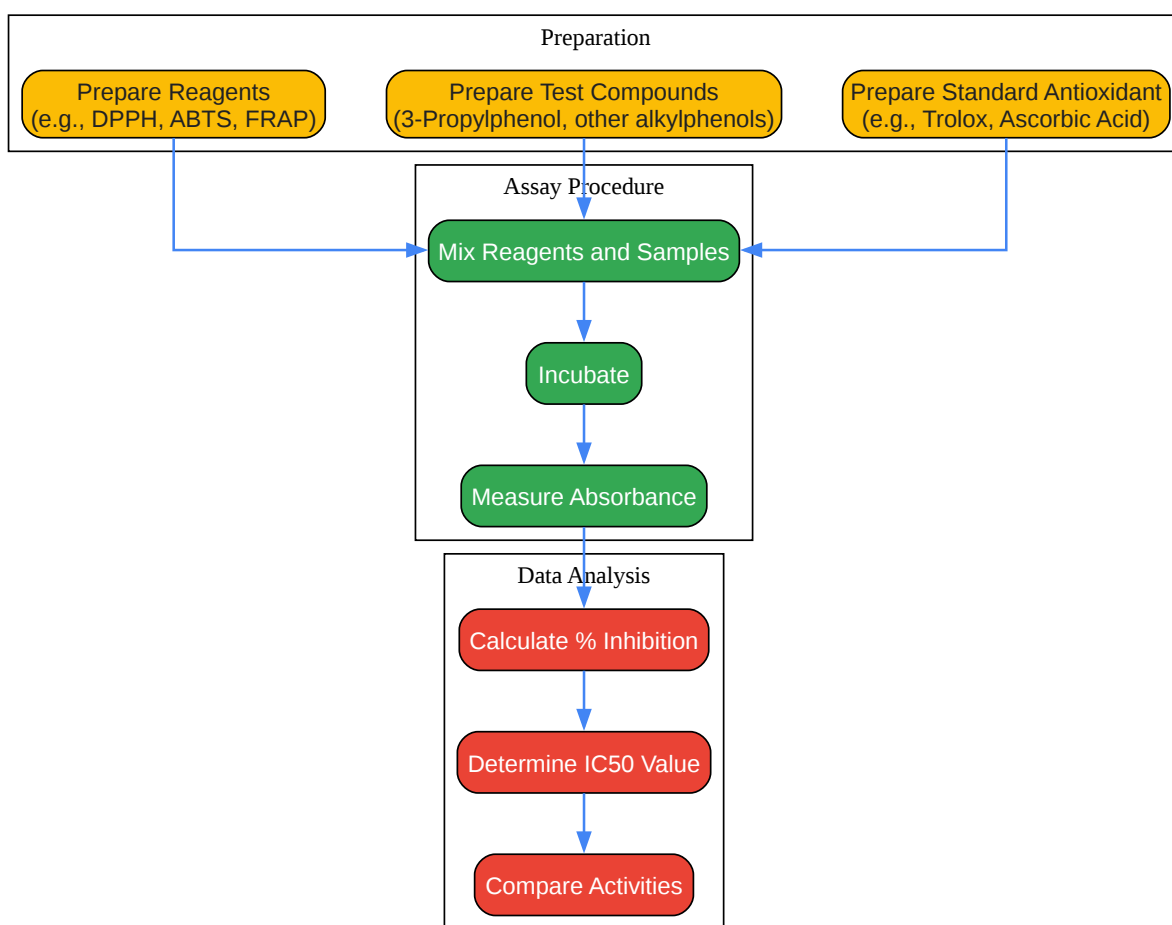 Preparation
Prepare Reagents
(e.g., DPPH, ABTS, FRAP)
Prepare Test Compounds
(3-Propylphenol, other alkylphenols)
Prepare Standard Antioxidant
(e.g., Trolox, Ascorbic Acid)
Assay Procedure
Mix Reagents and Samples
Incubate
Measure Absorbance
Data Analysis
Calculate % Inhibition
Determine IC50 Value
Compare Activities